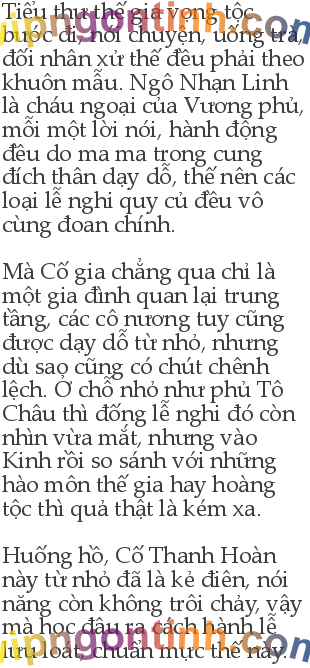 Tiểu thư thế gia vọng tộc
bước đi, nói chuyện, uống trà,
đối nhân xử thế đều phải theo
khuôn mẫu. Ngô Nhạn Linh
là cháu ngoại của Vương phủ,
mỗi một lời nói, hành động
đêu do ma ma trong cung
đích thân dạy dỗ, thế nên các
loại lễ nghi quy củ đều vô
cùng đoan chính.
Mà Cố gia chẳng qua chỉ là
một gia đình quan lại trung
tầng, các cô nương tuy cũng
được dạy dỗ từ nhỏ, nhưng
dù sao cũng có chút chênh
lệch. Ở chỗ nhỏ như phủ Tô
Châu thì đống lễ nghi đó còn
nhìn vừa mắt, nhưng vào
Kinh rồi so sánh với những
hào môn thế gia hay hoàng
tộc thì quả thật là kém xa.
Huống hồ, Cố Thanh Hoàn
này từ nhỏ đã là kẻ điên, nói
năng còn không trôi chảy, vậy
mà học đâu ra cách hành lễ
lưu loát, chuẩn mực thế này.